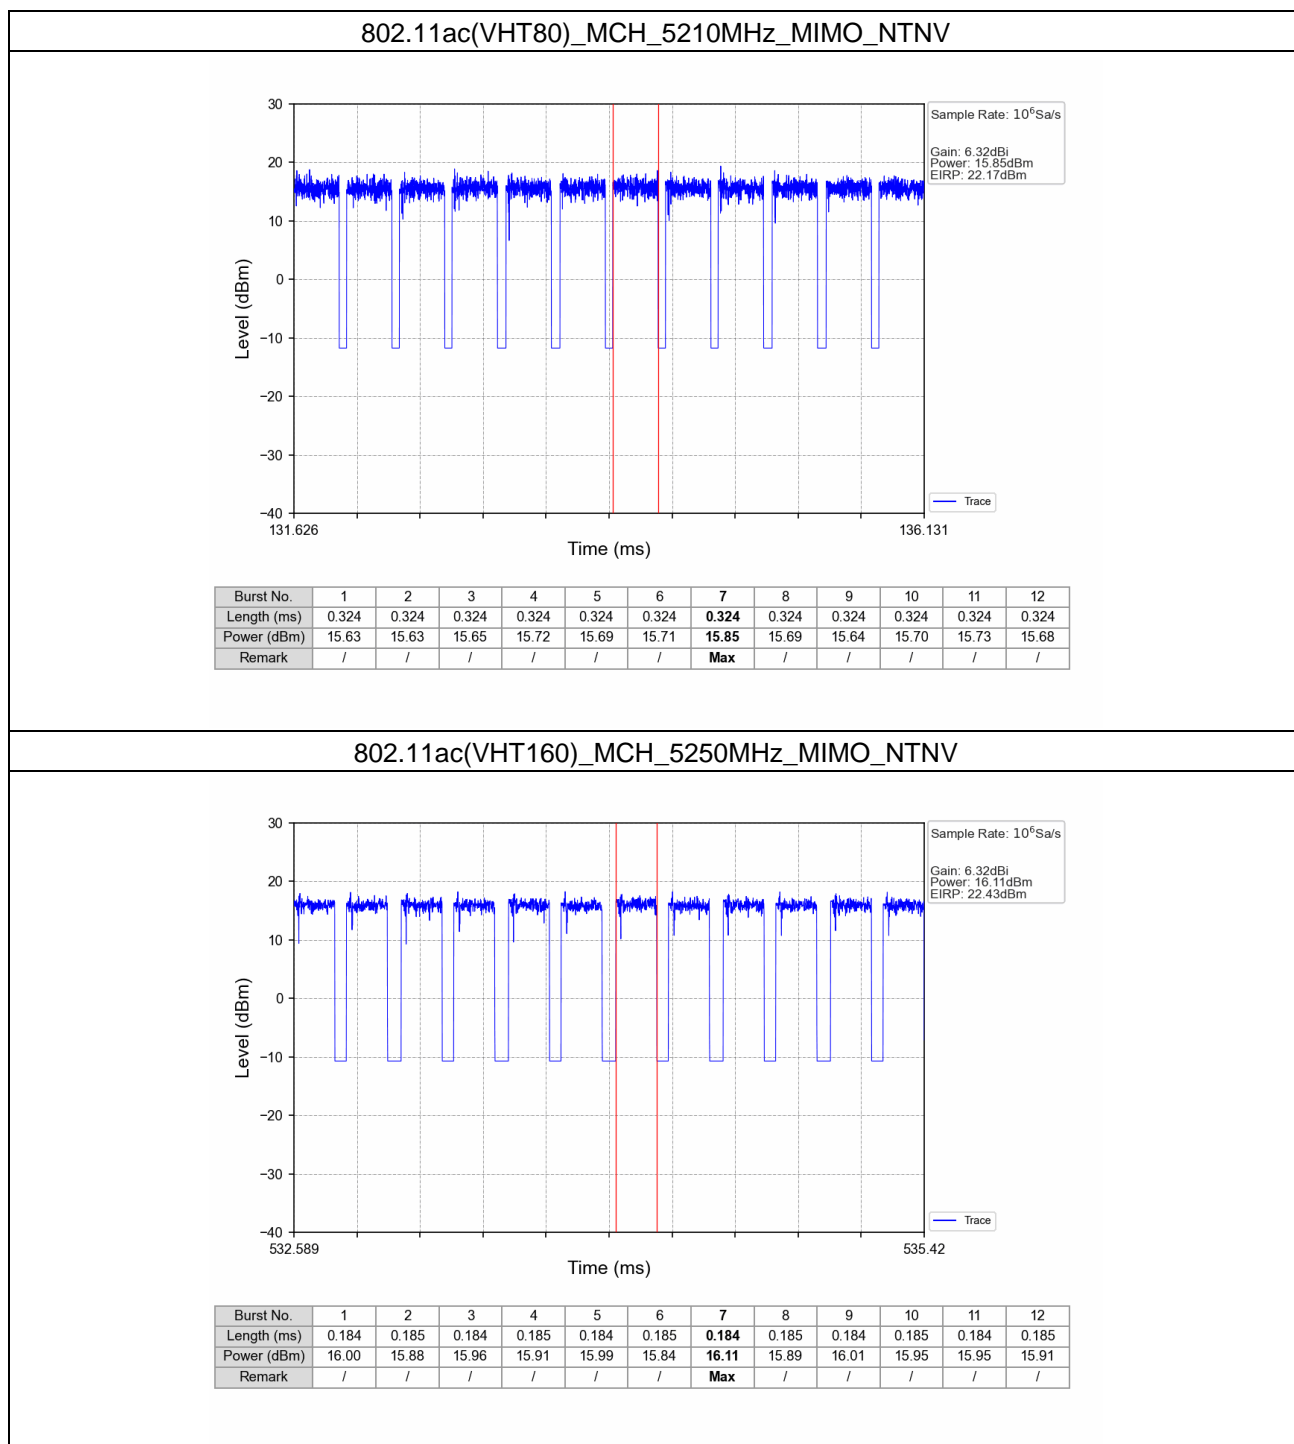 802.11ac(VHT80)_MCH_5210MHz_MIMO_NTNV
30
20
10
0
−10
−20
−30
−40
Level (dBm)
131.626
136.131
Time (ms)
Sample Rate: 10⁶Sa/s
Gain: 6.32dBi
Power: 15.85dBm
EIRP: 22.17dBm
Trace
Burst No. 1 2 3 4 5 6 7 8 9 10 11 12
Length (ms) 0.324 0.324 0.324 0.324 0.324 0.324 0.324 0.324 0.324 0.324 0.324 0.324
Power (dBm) 15.63 15.63 15.65 15.72 15.69 15.71 15.85 15.69 15.64 15.70 15.73 15.68
Remark / / / / / / Max / / / / /
802.11ac(VHT160)_MCH_5250MHz_MIMO_NTNV
30
20
10
0
−10
−20
−30
−40
Level (dBm)
532.589
535.42
Time (ms)
Sample Rate: 10⁶Sa/s
Gain: 6.32dBi
Power: 16.11dBm
EIRP: 22.43dBm
Trace
Burst No. 1 2 3 4 5 6 7 8 9 10 11 12
Length (ms) 0.184 0.185 0.184 0.185 0.184 0.185 0.184 0.185 0.184 0.185 0.184 0.185
Power (dBm) 16.00 15.88 15.96 15.91 15.99 15.84 16.11 15.89 16.01 15.95 15.95 15.91
Remark / / / / / / Max / / / / /